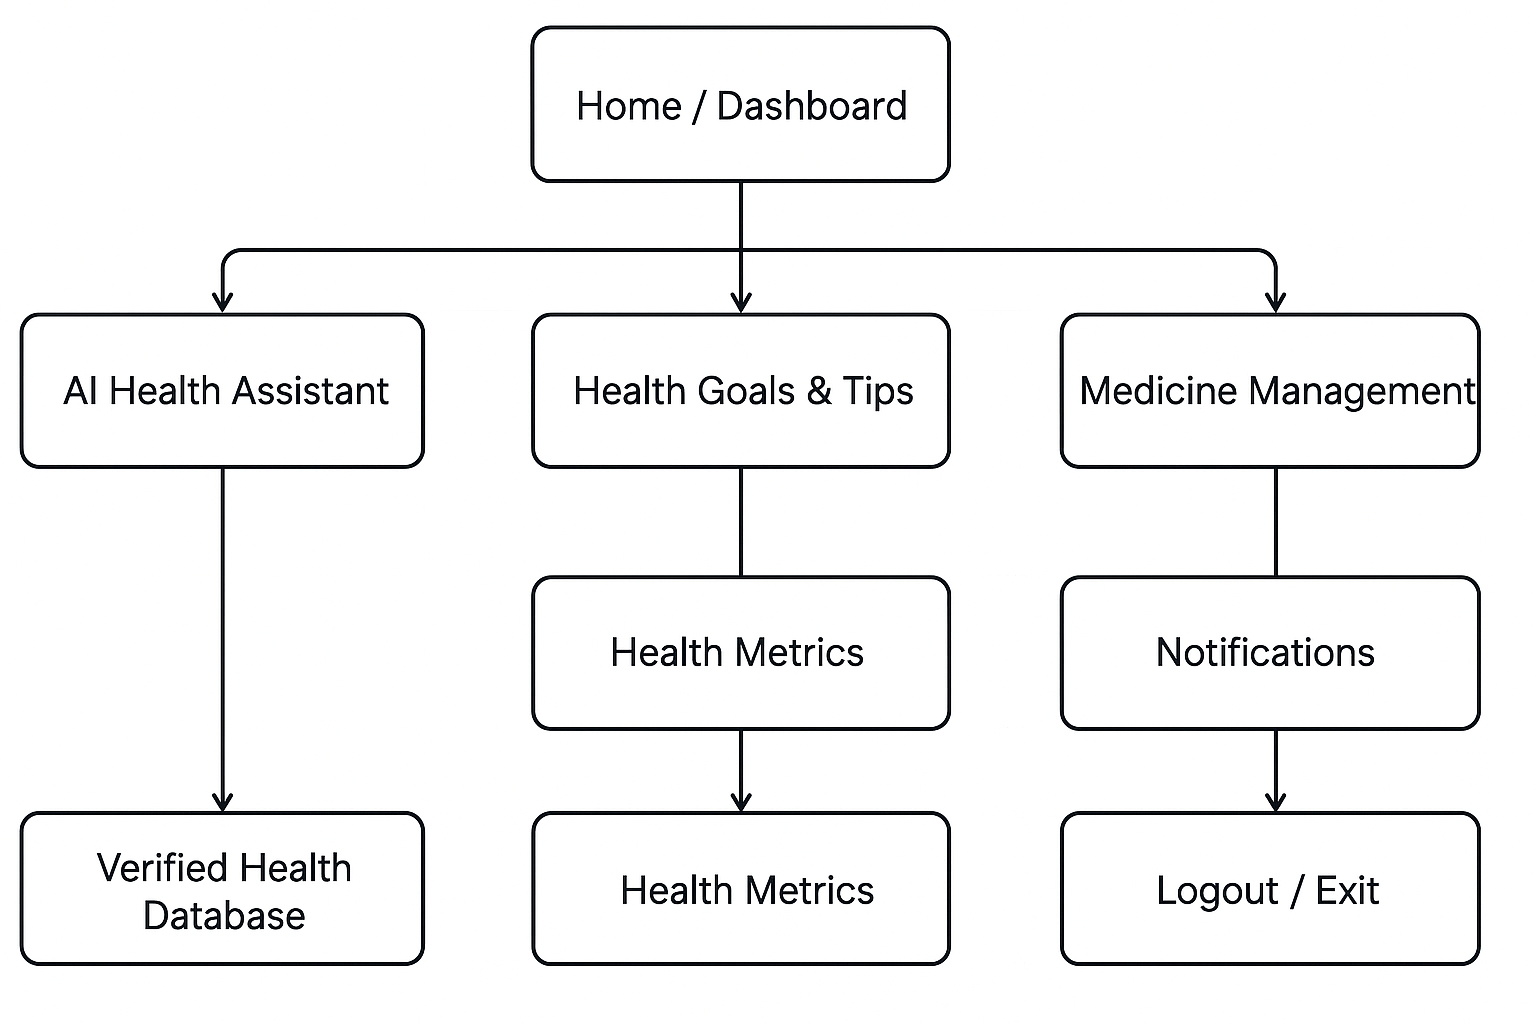 Home / Dashboard
AI Health Assistant
Health Goals & Tips
Medicine Management
Health Metrics
Notifications
Verified Health
Database
Health Metrics
Logout / Exit